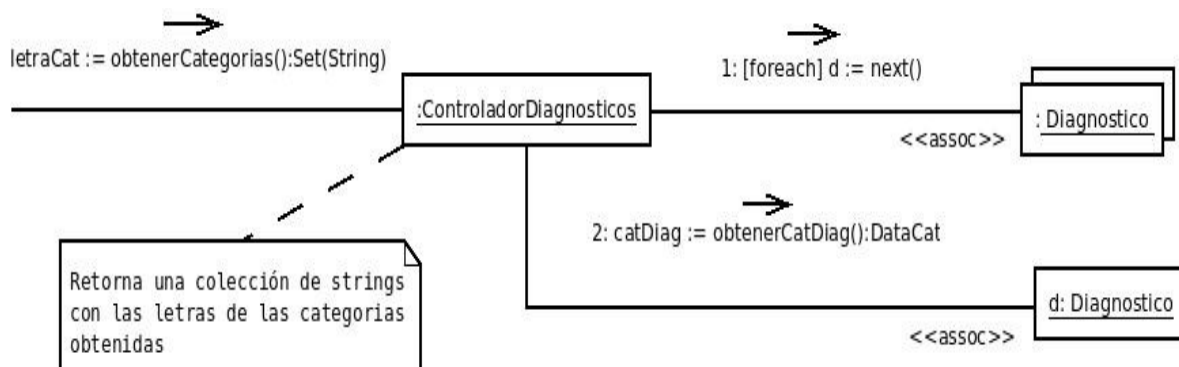 letraCat := obtenerCategorias():Set(String)
1: [foreach] d := next()
:ControladorDiagnosticos
: Diagnostico
<<assoc>>
2: catDiag := obtenerCatDiag():DataCat
Retorna una colección de strings
con las letras de las categorias
obtenidas
d: Diagnostico
<<assoc>>